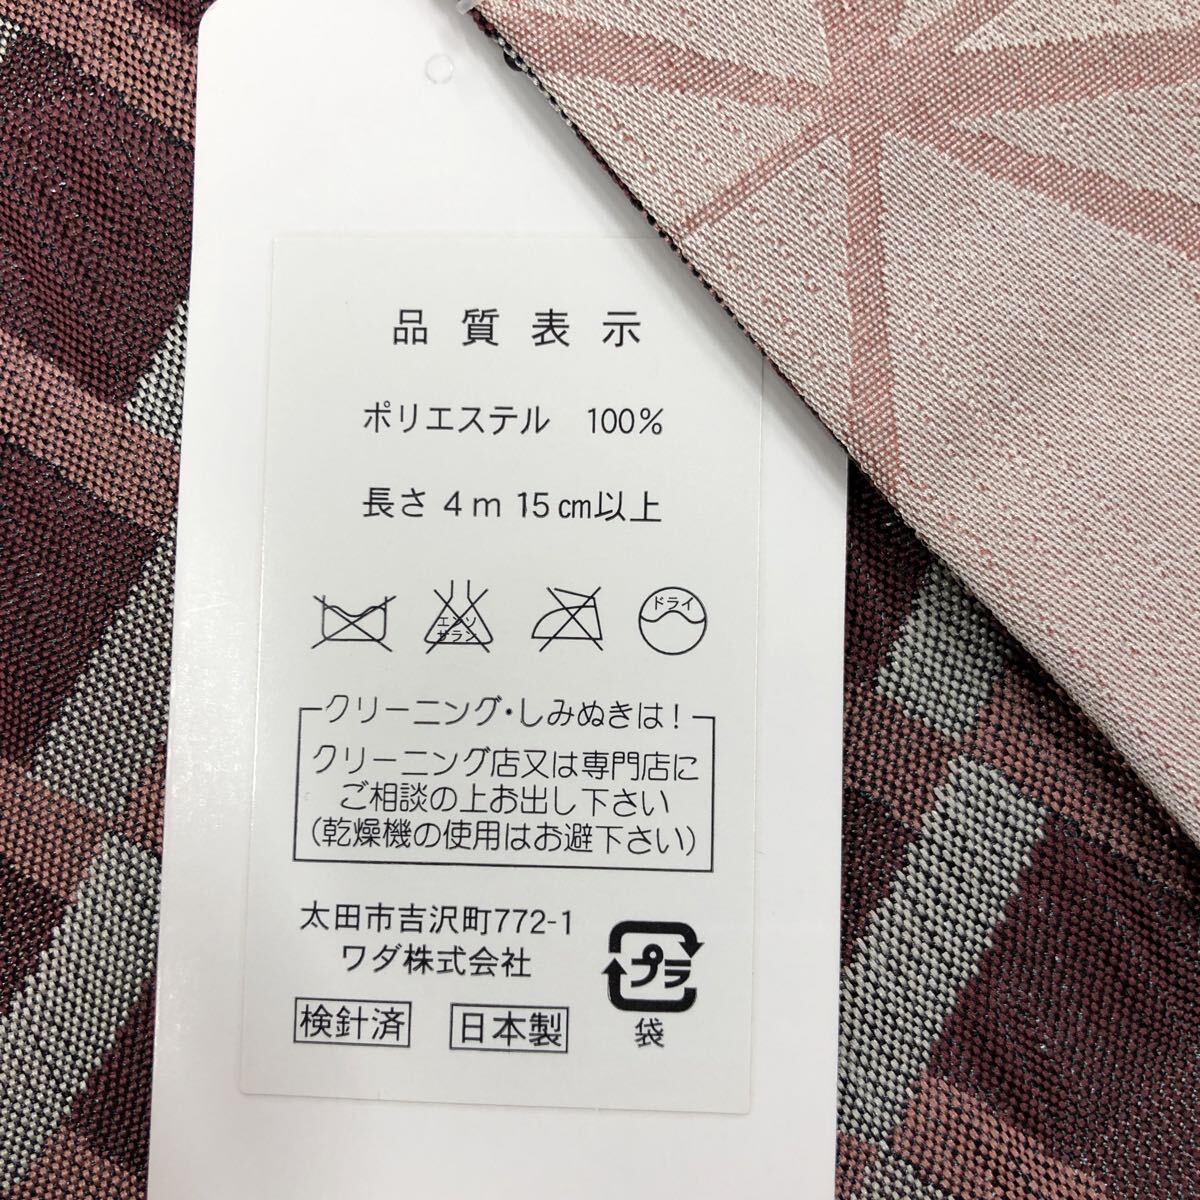 品質表示
ポリエステル 100%
長さ 4m 15cm以上
エンソ
サラシ
ドライ
クリーニング・しみぬきは!
クリーニング店又は専門店に
ご相談の上お出し下さい
(乾燥機の使用はお避下さい)
太田市吉沢町772-1
ワダ株式会社
検針済
日本製
プラ
袋